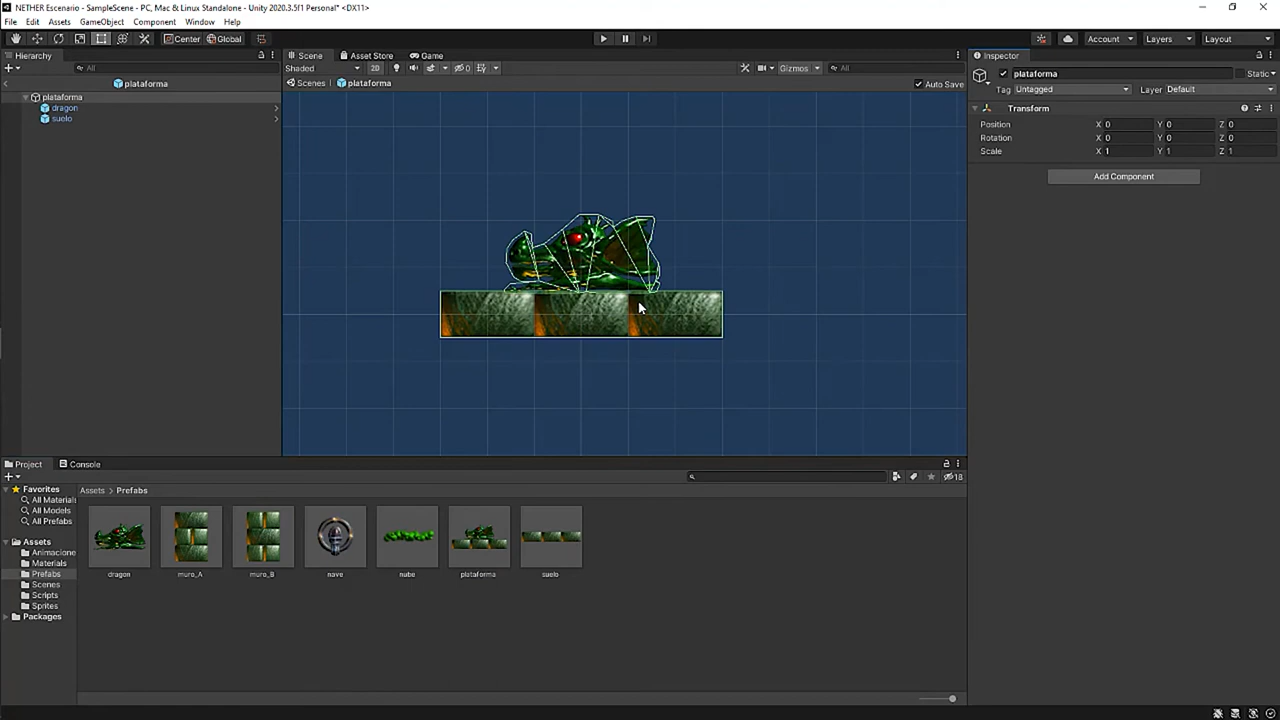 NETHER Escenario - SampleScene - PC, Mac & Linux Standalone - Unity 2020.3.5f1 Personal* <DX11>
File Edit Assets GameObject Component Window Help
Center Global Account Layers Layout
Hierarchy Scene Asset Store Game Inspector
All Shaded 2D 0 Gizmos All plataforma Static
plataforma Scenes plataforma Auto Save Tag Untagged Layer Default
plataforma
dragon
suelo
Transform
Position X 0 Y 0 Z 0
Rotation X 0 Y 0 Z 0
Scale X 1 Y 1 Z 1
Add Component
Project Console
18
Favorites
All Material
All Models
All Prefabs
Assets > Prefabs
Assets
Animacione
Materials
Prefabs
Scenes
Scripts
Sprites
Packages
dragon muro_A muro_B nave nube plataforma suelo